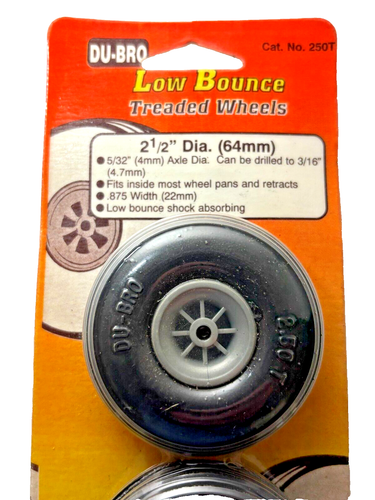 DU-BRO
Cat. No. 250T
Low Bounce
Treaded Wheels
2 1/2" Dia. (64mm)
● 5/32" (4mm) Axle Dia. Can be drilled to 3/16"
(4.7mm)
● Fits inside most wheel pans and retracts
● .875 Width (22mm)
● Low bounce shock absorbing
DU-BRO
2.50 T